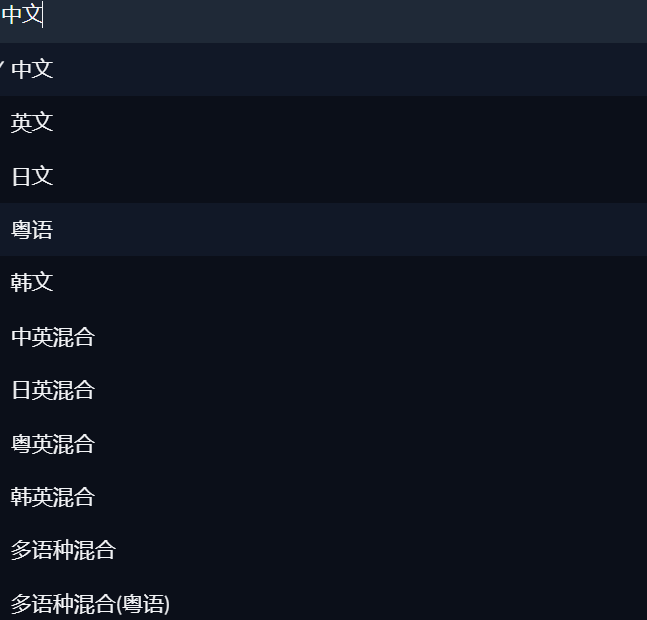 中文
中文
英文
日文
粤语
韩文
中英混合
日英混合
粤英混合
韩英混合
多语种混合
多语种混合(粤语)